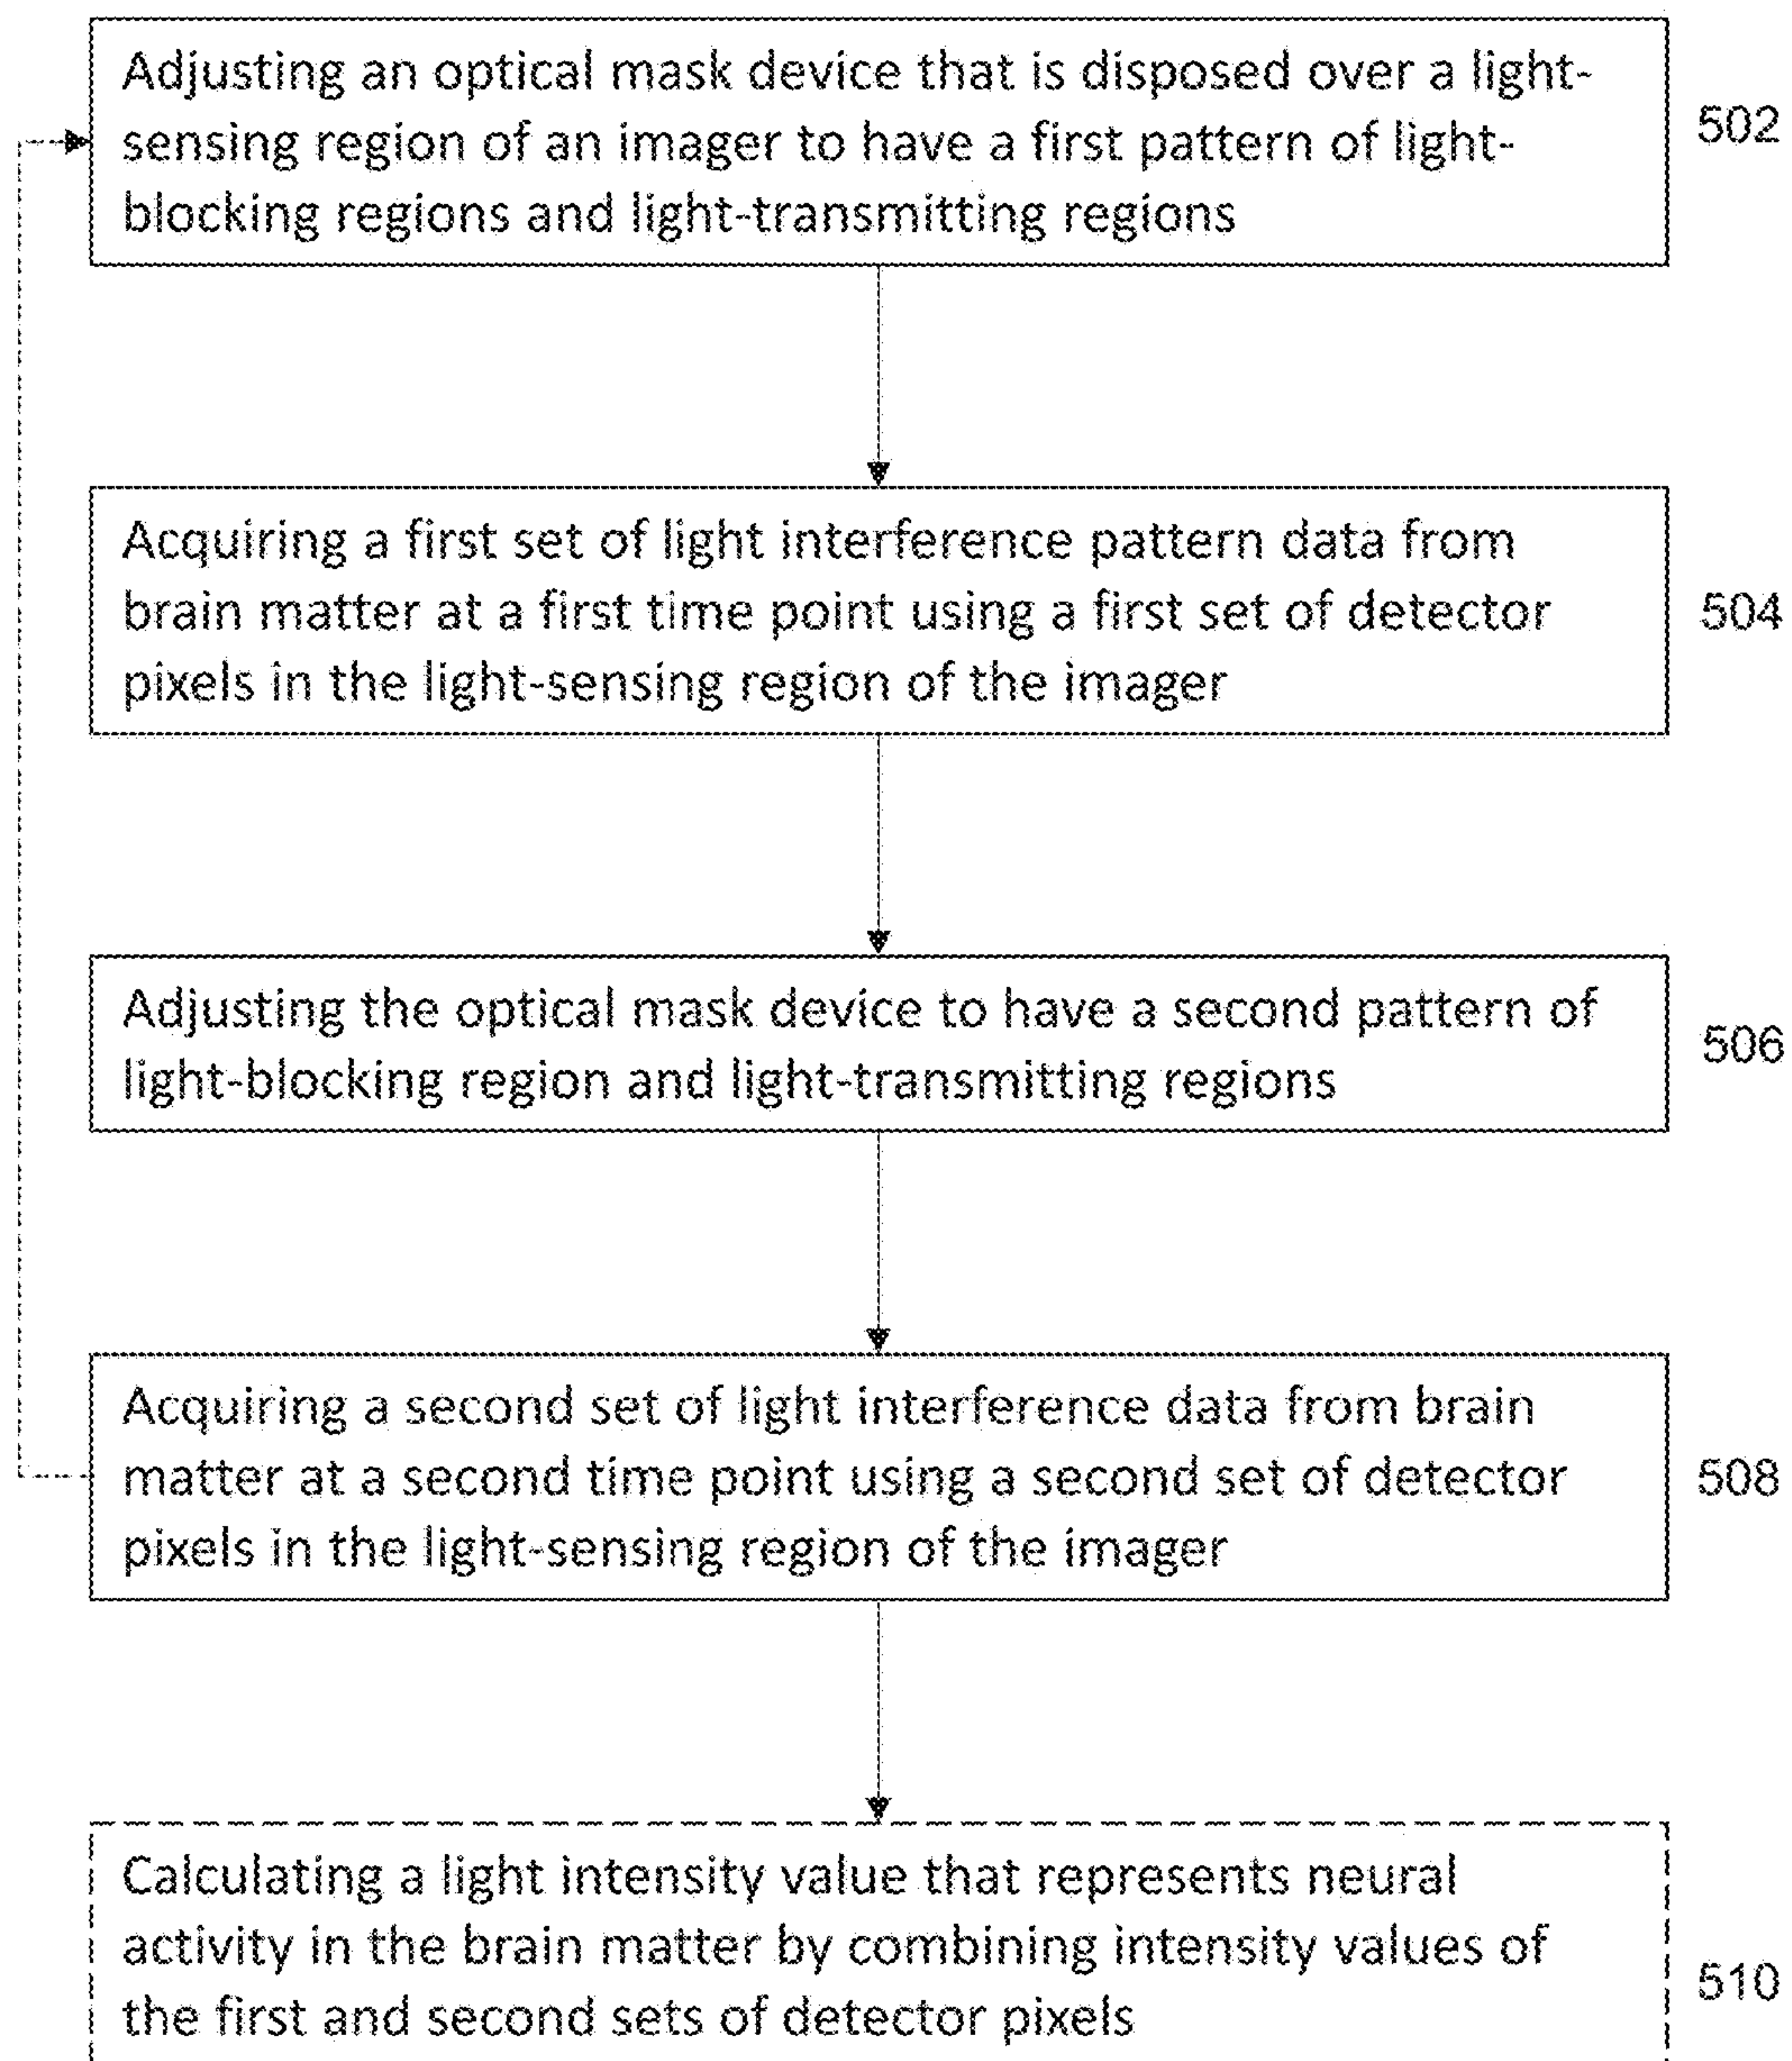 Adjusting an optical mask device that is disposed over a light-
sensing region of an imager to have a first pattern of light-
blocking regions and light-transmitting regions
502
Acquiring a first set of light interference pattern data from
brain matter at a first time point using a first set of detector
pixels in the light-sensing region of the imager
504
Adjusting the optical mask device to have a second pattern of
light-blocking region and light-transmitting regions
506
Acquiring a second set of light interference data from brain
matter at a second time point using a second set of detector
pixels in the light-sensing region of the imager
508
Calculating a light intensity value that represents neural
activity in the brain matter by combining intensity values of
the first and second sets of detector pixels
510